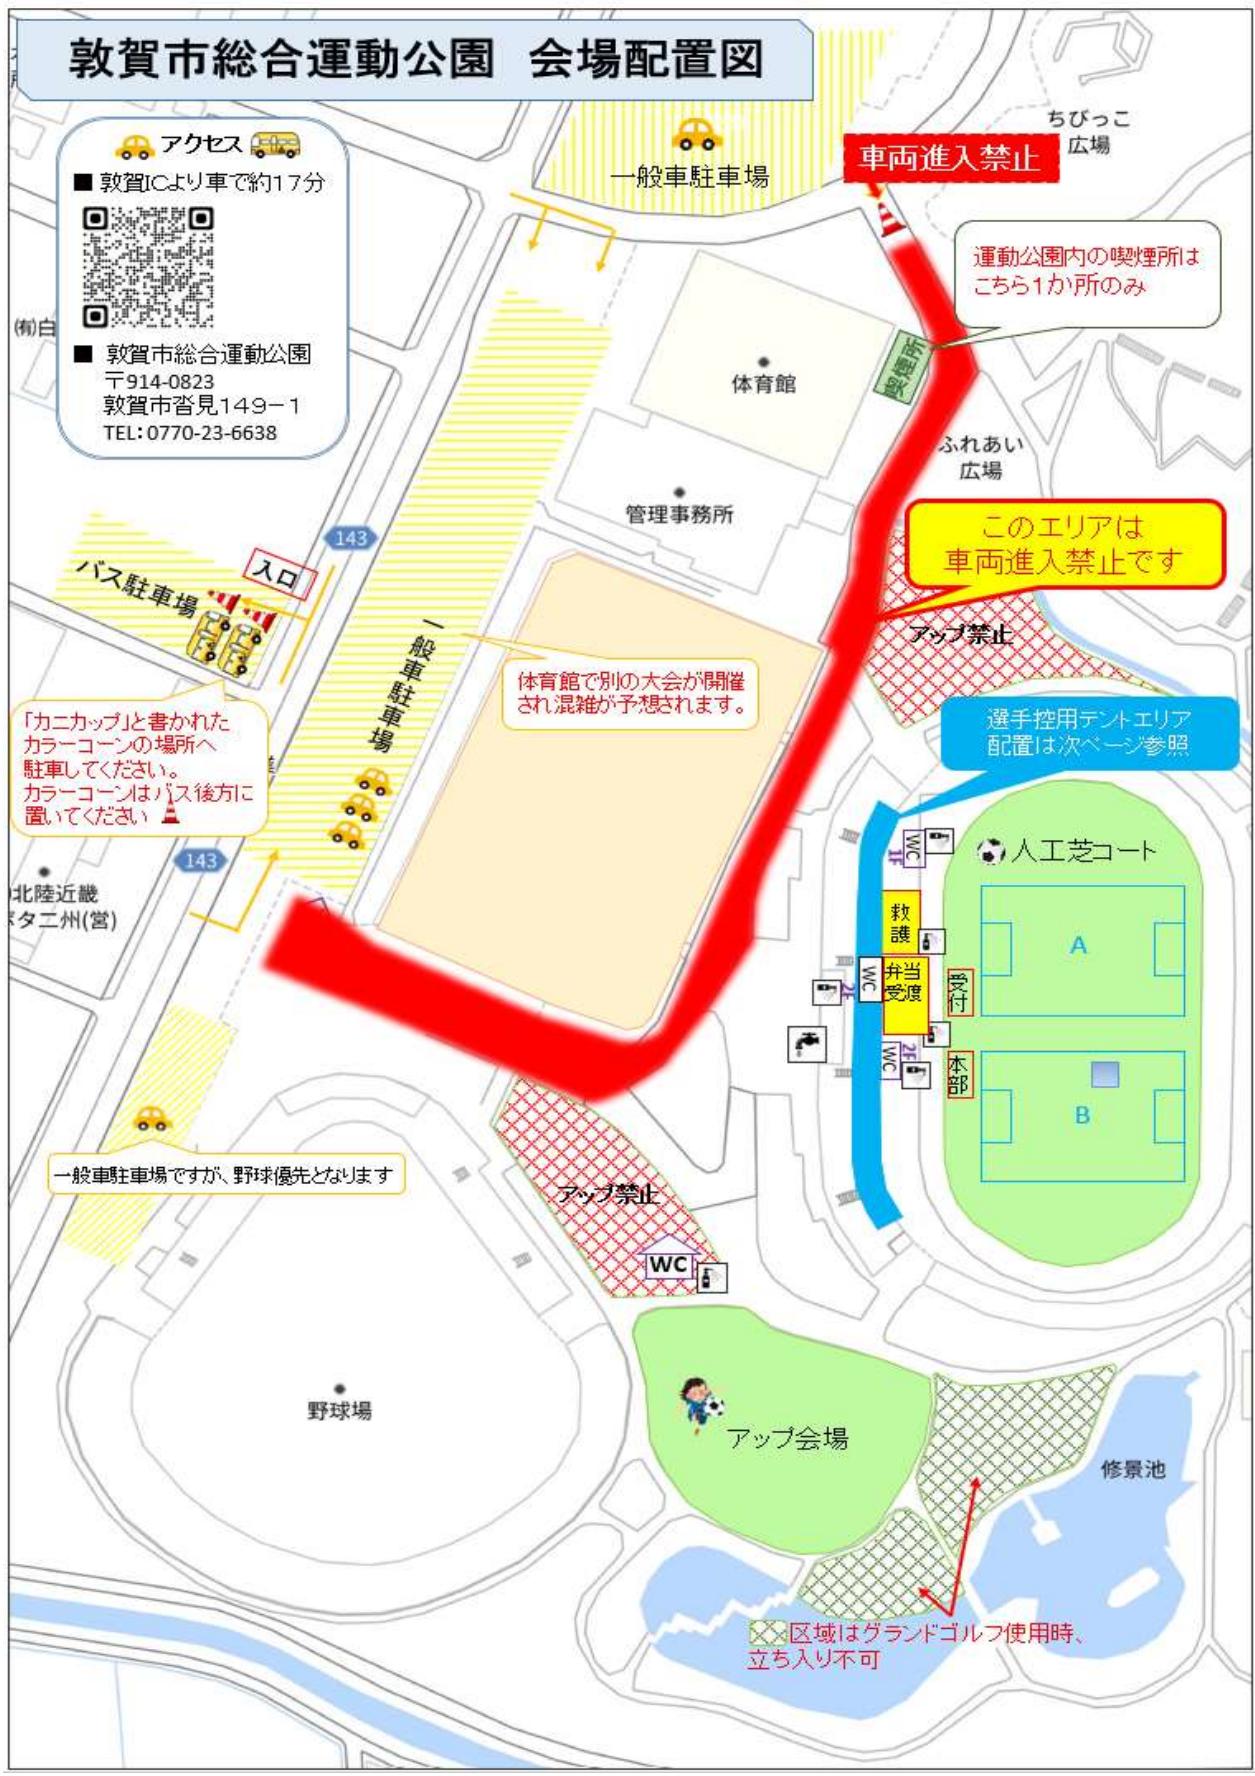 敦賀市総合運動公園 会場配置図
アクセス
■ 敦賀ICより車で約17分
■ 敦賀市総合運動公園
〒914-0823
敦賀市沓見149-1
TEL:0770-23-6638
㈲白
一般車駐車場
ちびっこ
広場
車両進入禁止
運動公園内の喫煙所は
こちら1か所のみ
体育館
喫煙所
ふれあい
広場
管理事務所
このエリアは
車両進入禁止です
アップ禁止
143
入口
バス駐車場
一般車駐車場
体育館で別の大会が開催
され混雑が予想されます。
「カニカップ」と書かれた
カラーコーンの場所へ
駐車してください。
カラーコーンはバス後方に
置いてください
選手控用テントエリア
配置は次ページ参照
143
北陸近畿
タ二州(営)
人工芝コート
1F
WC
救護
A
WC
2F
弁当
受渡
受付
WC
2F
本部
B
一般車駐車場ですが、野球優先となります
アップ禁止
WC
野球場
アップ会場
修景池
区域はグランドゴルフ使用時、
立ち入り不可